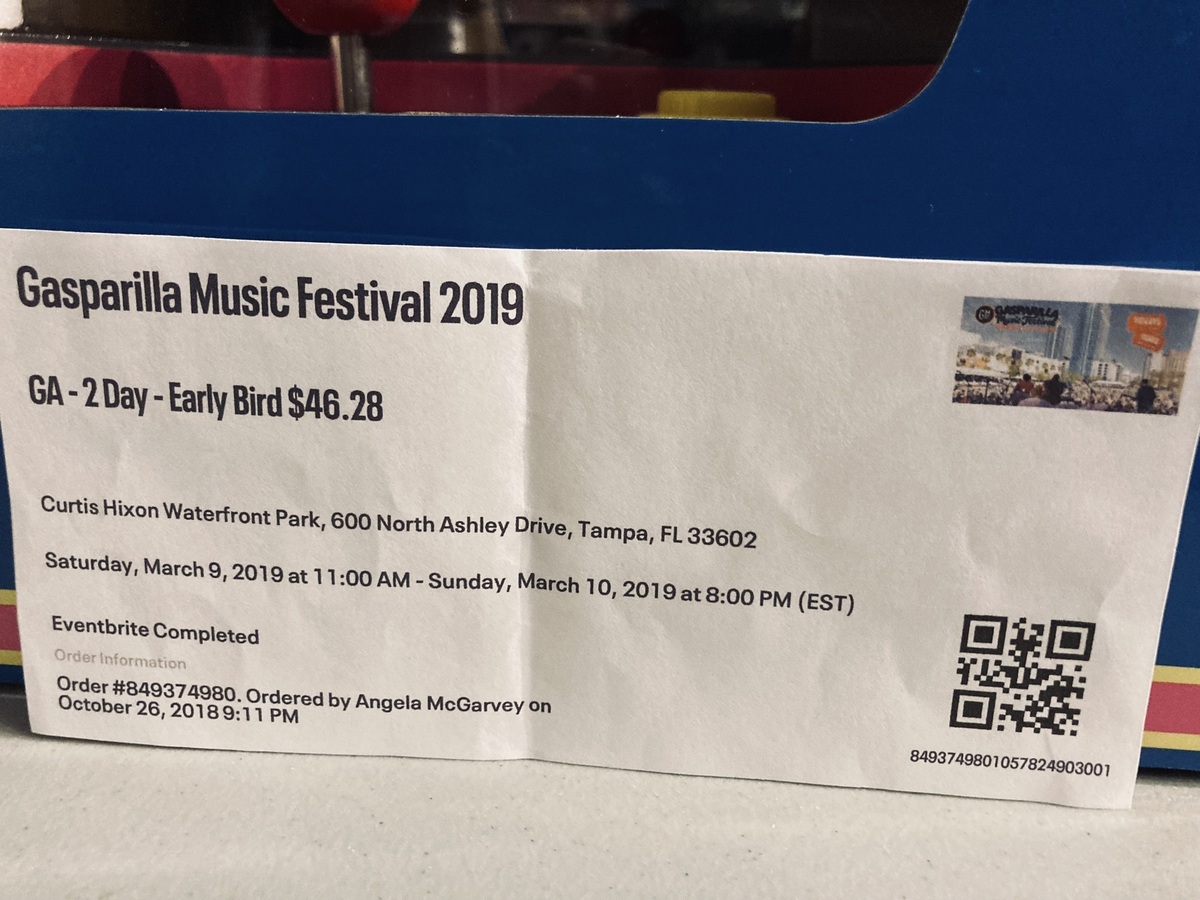 Gasparilla Music Festival 2019
GA - 2 Day - Early Bird $46.28
GASPARILLA
Music Festival
Curtis Hixon Waterfront Park, 600 North Ashley Drive, Tampa, FL 33602
Saturday, March 9, 2019 at 11:00 AM - Sunday, March 10, 2019 at 8:00 PM (EST)
Eventbrite Completed
Order Information
Order #849374980. Ordered by Angela McGarvey on
October 26, 2018 9:11 PM
8493749801057824903001